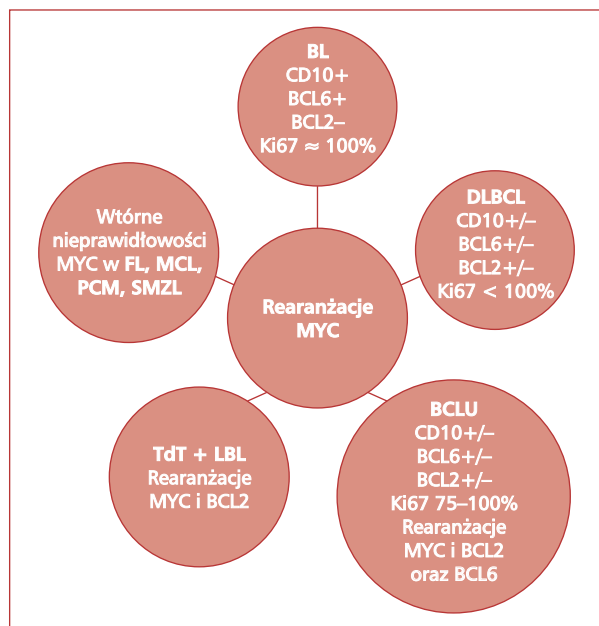 BL
CD10+
BCL6+
BCL2–
Ki67 ≈ 100%
DLBCL
CD10+/–
BCL6+/–
BCL2+/–
Ki67 < 100%
Wtórne
nieprawidłowości
MYC w FL, MCL,
PCM, SMZL
Rearanżacje
MYC
TdT + LBL
Rearanżacje
MYC i BCL2
BCLU
CD10+/–
BCL6+/–
BCL2+/–
Ki67 75–100%
Rearanżacje
MYC i BCL2
oraz BCL6